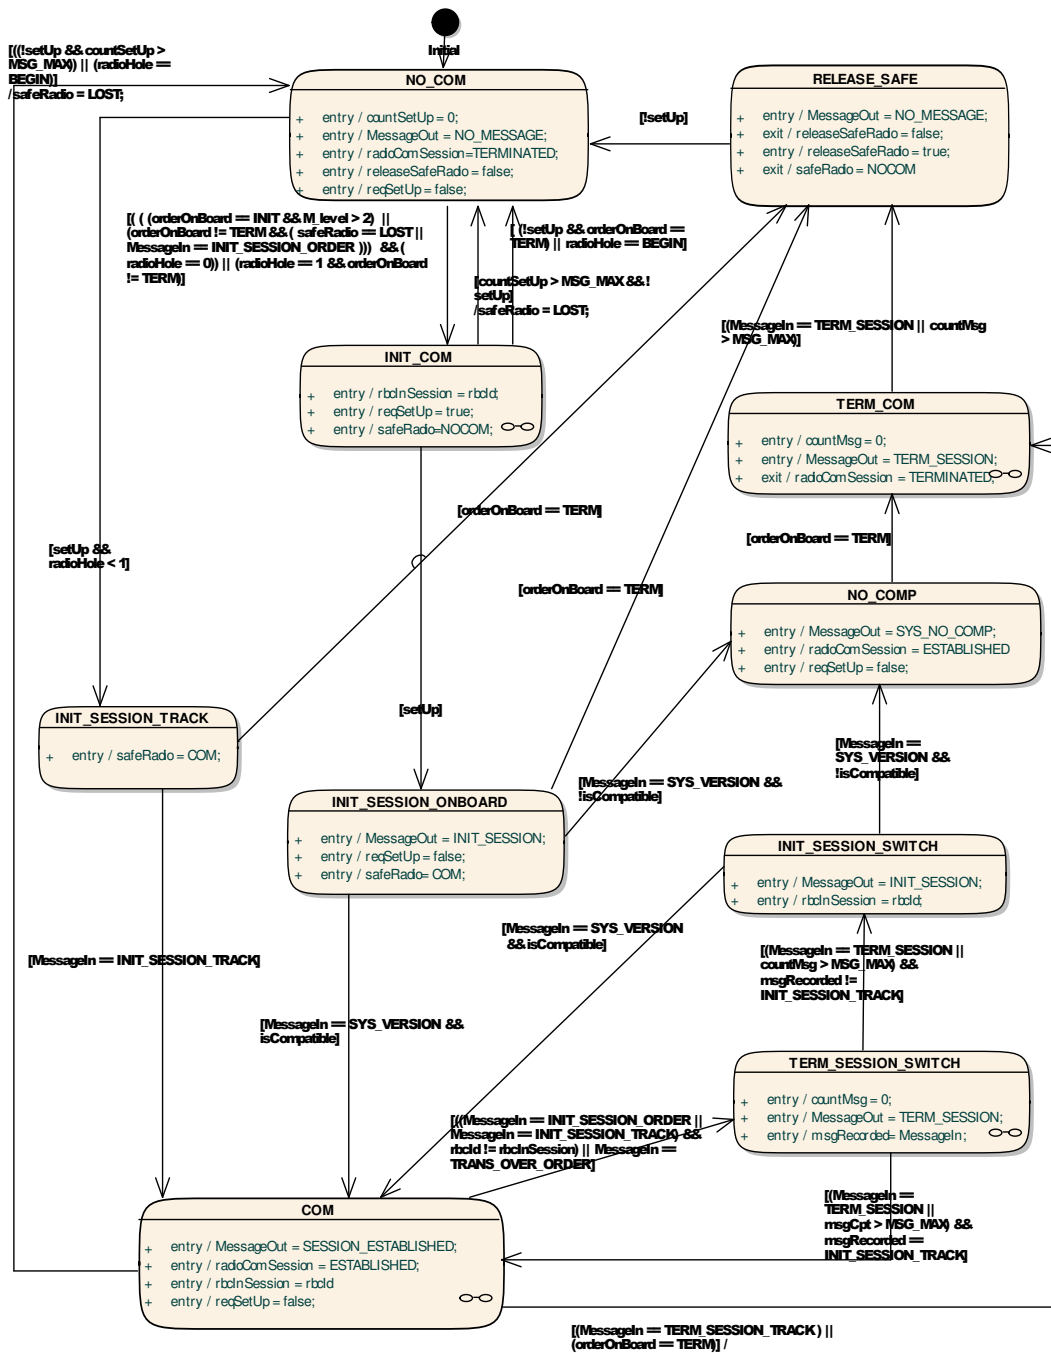 Initial
[((!setUp && countSetUp >
MSG_MAX)) || (radioHole ==
BEGIN)]
/safeRadio = LOST;
NO_COM
+ entry / countSetUp = 0;
+ entry / MessageOut = NO_MESSAGE;
+ entry / radioComSession=TERMINATED;
+ entry / releaseSafeRadio = false;
+ entry / reqSetUp = false;
[!setUp]
RELEASE_SAFE
+ entry / MessageOut = NO_MESSAGE;
+ exit / releaseSafeRadio = false;
+ entry / releaseSafeRadio = true;
+ exit / safeRadio = NOCOM
[( ( (orderOnBoard == INIT && M_level > 2) ||
(orderOnBoard != TERM && ( safeRadio == LOST ||
MessageIn == INIT_SESSION_ORDER ))) && (
radioHole == 0)) || (radioHole == 1 && orderOnBoard
!= TERM)]
[ (!setUp && orderOnBoard ==
TERM) || radioHole == BEGIN]
[countSetUp > MSG_MAX && !
setUp]
/safeRadio = LOST;
[(MessageIn == TERM_SESSION || countMsg
> MSG_MAX)]
INIT_COM
+ entry / rbcInSession = rbcId;
+ entry / reqSetUp = true;
+ entry / safeRadio=NOCOM;
TERM_COM
+ entry / countMsg = 0;
+ entry / MessageOut = TERM_SESSION;
+ exit / radioComSession = TERMINATED;
[orderOnBoard == TERM]
[orderOnBoard == TERM]
[setUp &&
radioHole < 1]
[orderOnBoard == TERM]
NO_COMP
+ entry / MessageOut = SYS_NO_COMP;
+ entry / radioComSession = ESTABLISHED
+ entry / reqSetUp = false;
[setUp]
INIT_SESSION_TRACK
+ entry / safeRadio = COM;
[MessageIn ==
SYS_VERSION &&
!isCompatible]
[MessageIn == SYS_VERSION &&
!isCompatible]
INIT_SESSION_ONBOARD
+ entry / MessageOut = INIT_SESSION;
+ entry / reqSetUp = false;
+ entry / safeRadio= COM;
INIT_SESSION_SWITCH
+ entry / MessageOut = INIT_SESSION;
+ entry / rbcInSession = rbcId;
[MessageIn == SYS_VERSION
&& isCompatible]
[MessageIn == INIT_SESSION_TRACK]
[(MessageIn == TERM_SESSION ||
countMsg > MSG_MAX) &&
msgRecorded !=
INIT_SESSION_TRACK]
[MessageIn == SYS_VERSION &&
isCompatible]
TERM_SESSION_SWITCH
+ entry / countMsg = 0;
+ entry / MessageOut = TERM_SESSION;
+ entry / msgRecorded= MessageIn;
[((MessageIn == INIT_SESSION_ORDER ||
MessageIn == INIT_SESSION_TRACK) &&
rbcId != rbcInSession) || MessageIn ==
TRANS_OVER_ORDER]
[(MessageIn ==
TERM_SESSION ||
msgCpt > MSG_MAX) &&
msgRecorded ==
INIT_SESSION_TRACK]
COM
+ entry / MessageOut = SESSION_ESTABLISHED;
+ entry / radioComSession = ESTABLISHED;
+ entry / rbcInSession = rbcId
+ entry / reqSetUp = false;
[(MessageIn == TERM_SESSION_TRACK ) ||
(orderOnBoard == TERM)] /